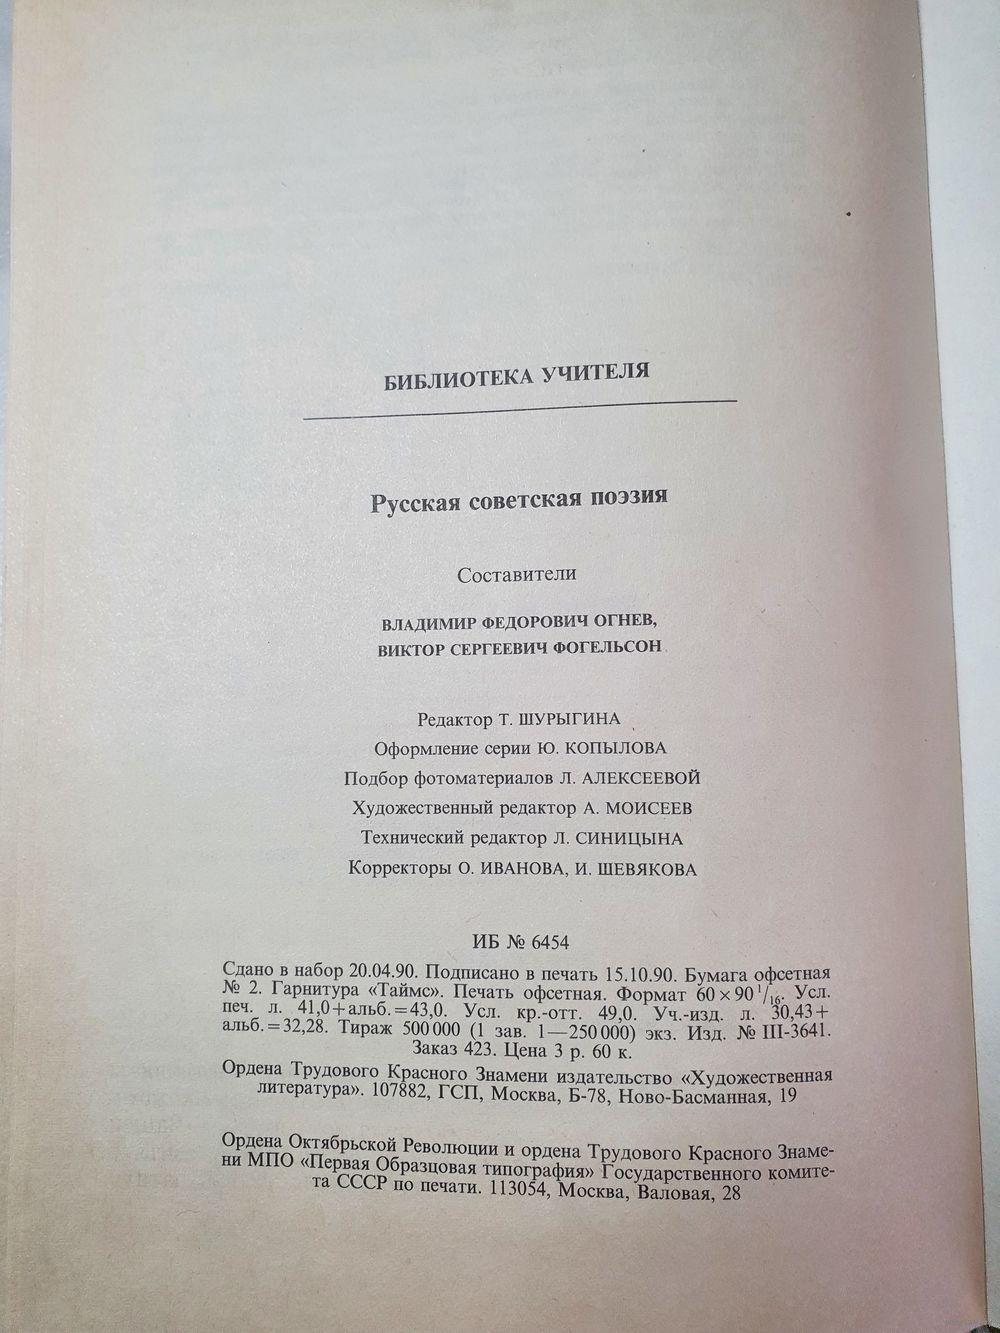 БИБЛИОТЕКА УЧИТЕЛЯ
Русская советская поэзия
Составители
ВЛАДИМИР ФЕДОРОВИЧ ОГНЕВ,
ВИКТОР СЕРГЕЕВИЧ ФОГЕЛЬСОН
Редактор Т. ШУРЫГИНА
Оформление серии Ю. КОПЫЛОВА
Подбор фотоматериалов Л. АЛЕКСЕЕВОЙ
Художественный редактор А. МОИСЕЕВ
Технический редактор Л. СИНИЦЫНА
Корректоры О. ИВАНОВА, И. ШЕВЯКОВА
ИБ № 6454
Сдано в набор 20.04.90. Подписано в печать 15.10.90. Бумага офсетная
№ 2. Гарнитура «Таймс». Печать офсетная. Формат 60 × 90 1/16. Усл.
печ. л. 41,0+альб.=43,0. Усл. кр.-отт. 49,0. Уч.-изд. л. 30,43+
альб.=32,28. Тираж 500 000 (1 зав. 1—250 000) экз. Изд. № III-3641.
Заказ 423. Цена 3 р. 60 к.
Ордена Трудового Красного Знамени издательство «Художественная
литература». 107882, ГСП, Москва, Б-78, Ново-Басманная, 19
Ордена Октябрьской Революции и ордена Трудового Красного Знаме-
ни МПО «Первая Образцовая типография» Государственного комите-
та СССР по печати. 113054, Москва, Валовая, 28